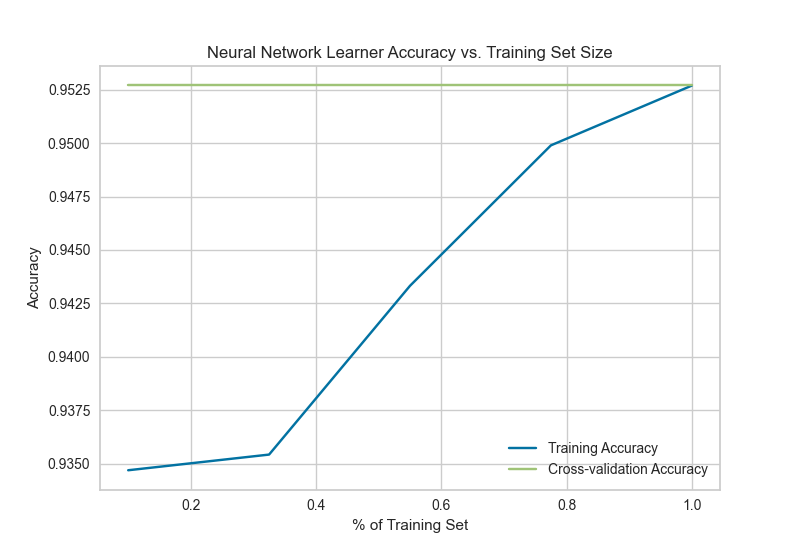 Neural Network Learner Accuracy vs. Training Set Size
0.9525
0.9500
0.9475
0.9450
0.9425
0.9400
0.9375
0.9350
Accuracy
Training Accuracy
Cross-validation Accuracy
0.2 0.4 0.6 0.8 1.0
% of Training Set